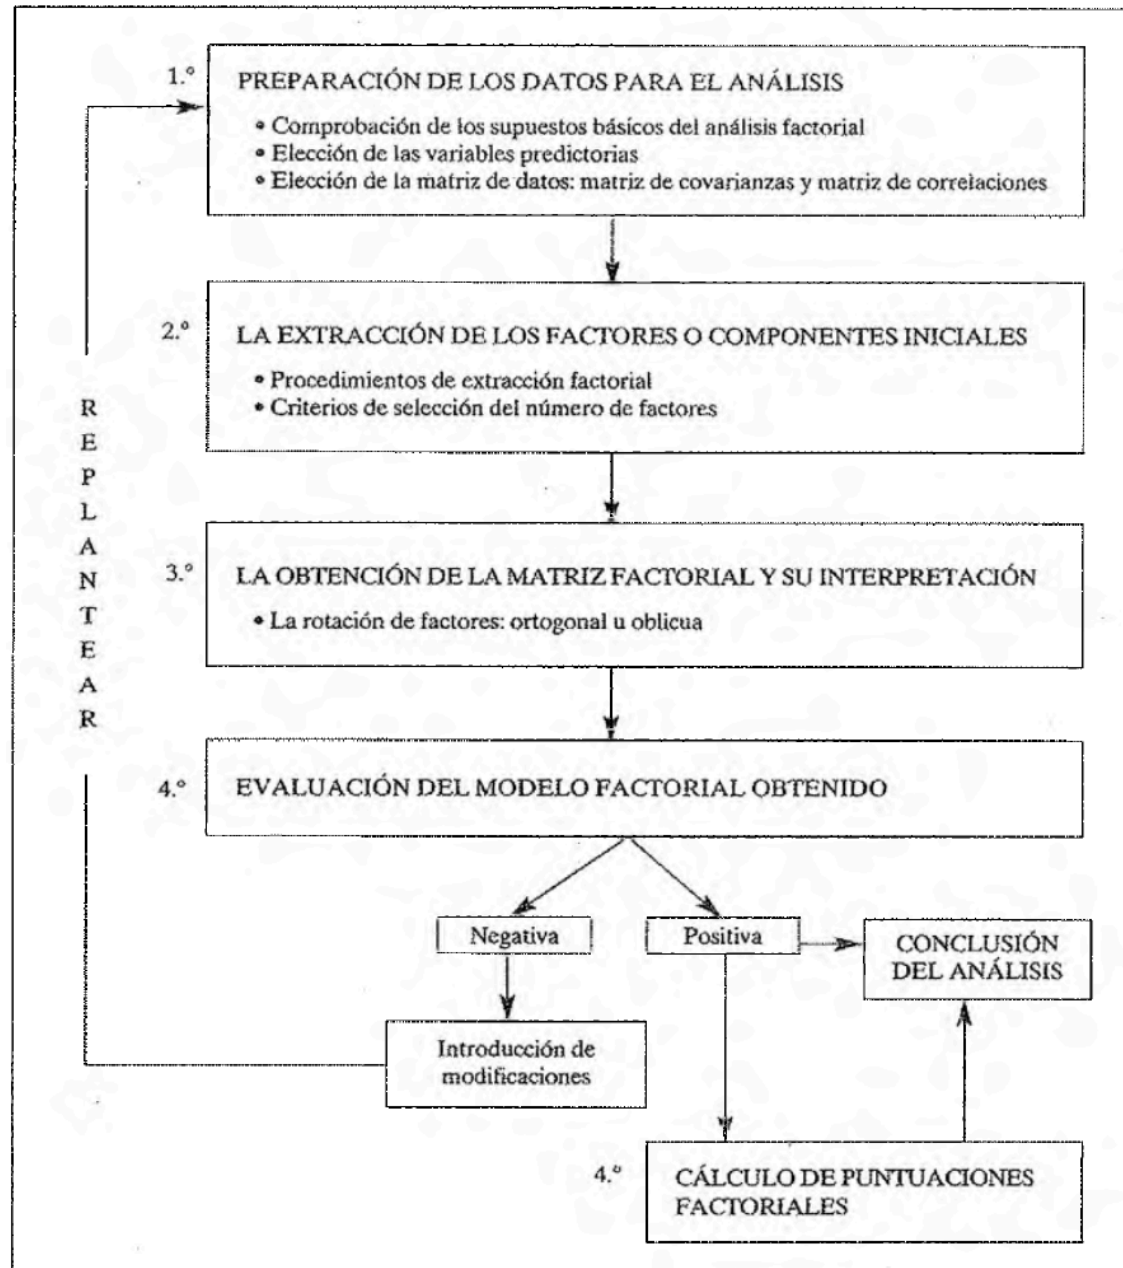 1.º PREPARACIÓN DE LOS DATOS PARA EL ANÁLISIS
• Comprobación de los supuestos básicos del análisis factorial
• Elección de las variables predictorias
• Elección de la matriz de datos: matriz de covarianzas y matriz de correlaciones
2.º LA EXTRACCIÓN DE LOS FACTORES O COMPONENTES INICIALES
• Procedimientos de extracción factorial
• Criterios de selección del número de factores
REPLANTEAR
3.º LA OBTENCIÓN DE LA MATRIZ FACTORIAL Y SU INTERPRETACIÓN
• La rotación de factores: ortogonal u oblicua
4.º EVALUACIÓN DEL MODELO FACTORIAL OBTENIDO
Negativa
Positiva
CONCLUSIÓN
DEL ANÁLISIS
Introducción de
modificaciones
4.º CÁLCULO DE PUNTUACIONES
FACTORIALES